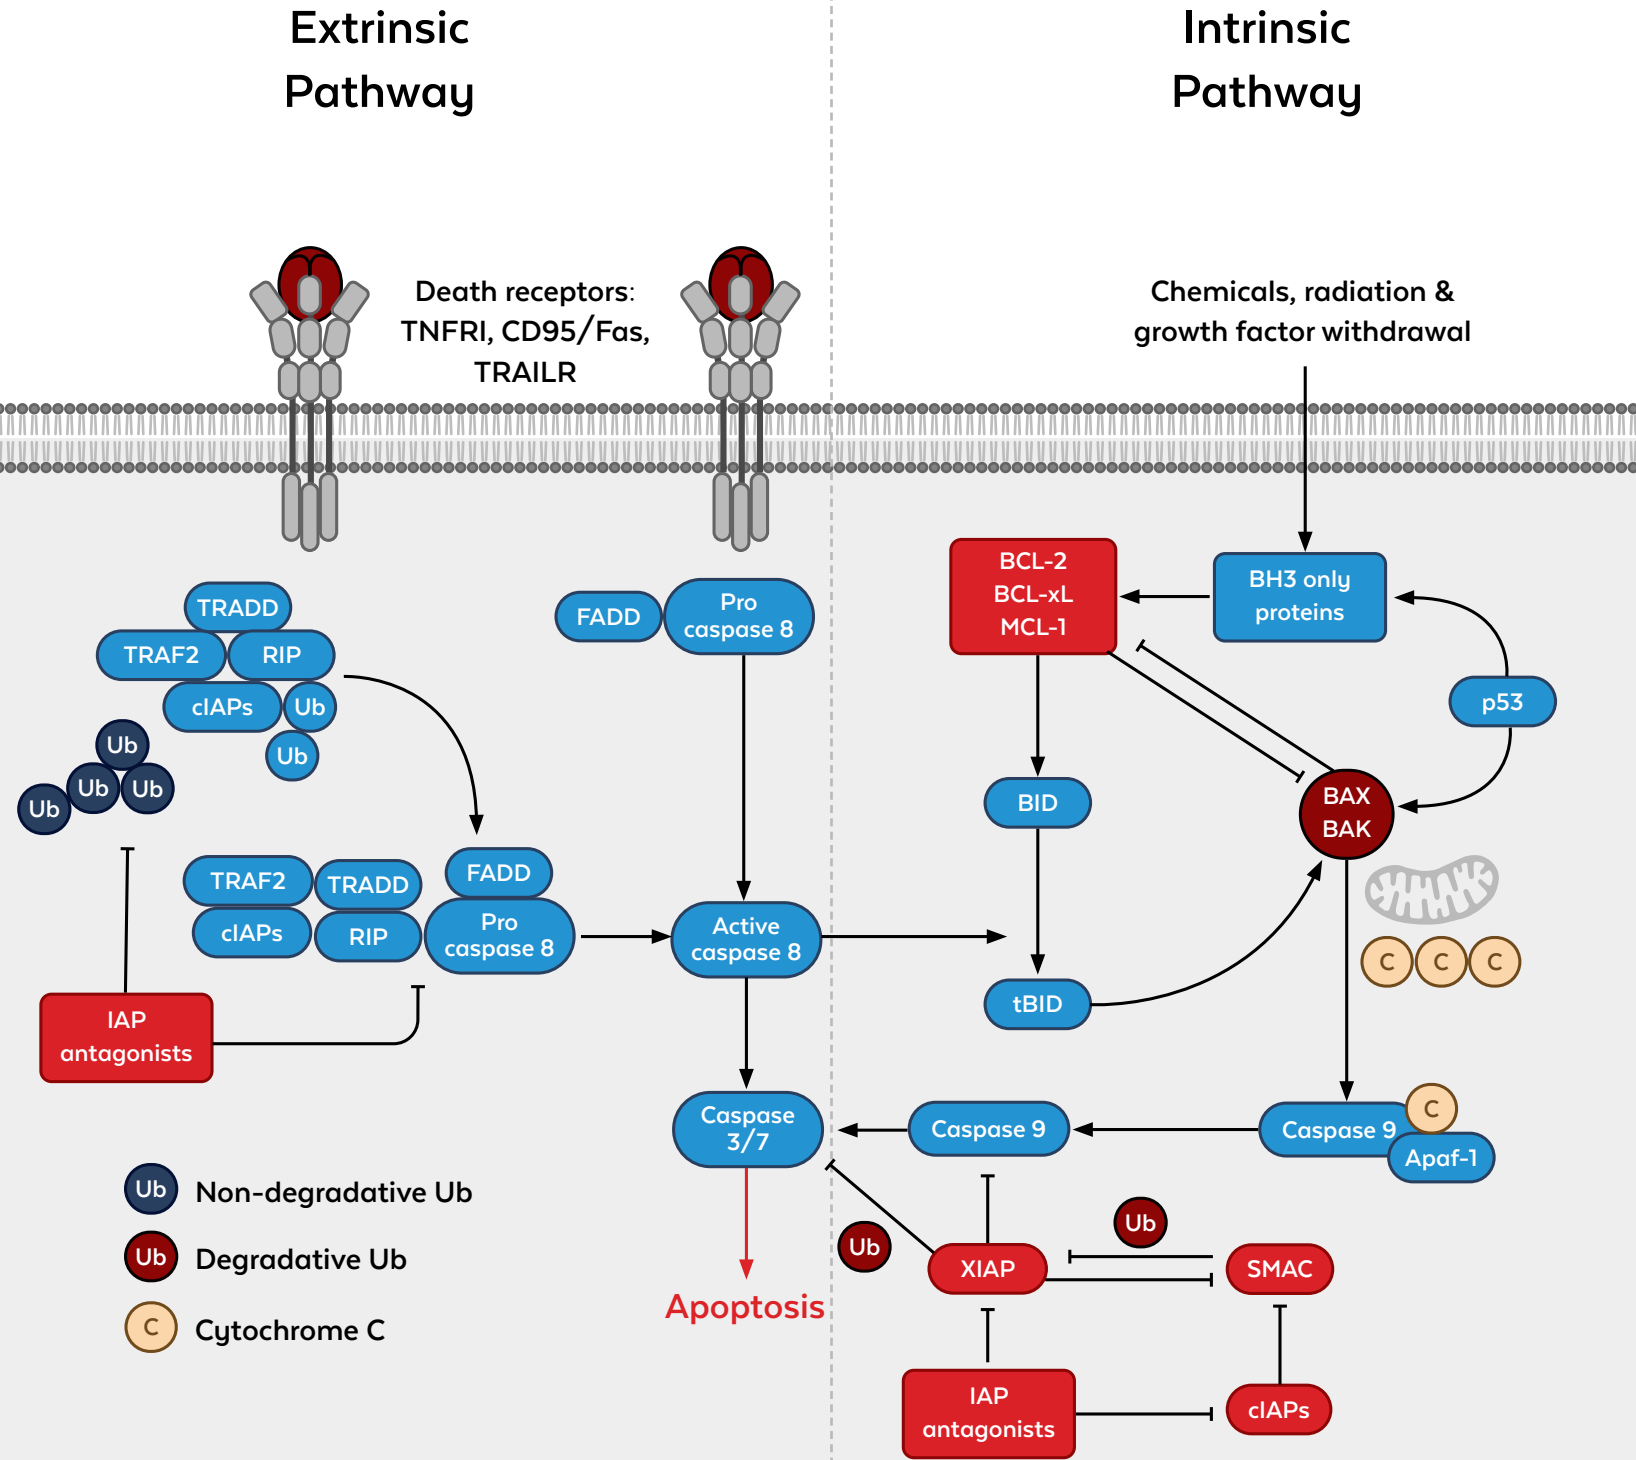 Extrinsic
Pathway
Intrinsic
Pathway
Death receptors:
TNFRI, CD95/Fas,
TRAILR
Chemicals, radiation &
growth factor withdrawal
TRADD
TRAF2
RIP
cIAPs
Ub
Ub
Ub
Ub
Ub
Ub
FADD
Pro
caspase 8
TRAF2
TRADD
cIAPs
RIP
FADD
Pro
caspase 8
IAP
antagonists
Active
caspase 8
Caspase
3/7
Apoptosis
BCL-2
BCL-xL
MCL-1
BH3 only
proteins
p53
BID
BAX
BAK
tBID
C
C
C
Caspase 9
Caspase 9
C
Apaf-1
Ub
Ub
XIAP
SMAC
IAP
antagonists
cIAPs
Ub
Non-degradative Ub
Ub
Degradative Ub
C
Cytochrome C